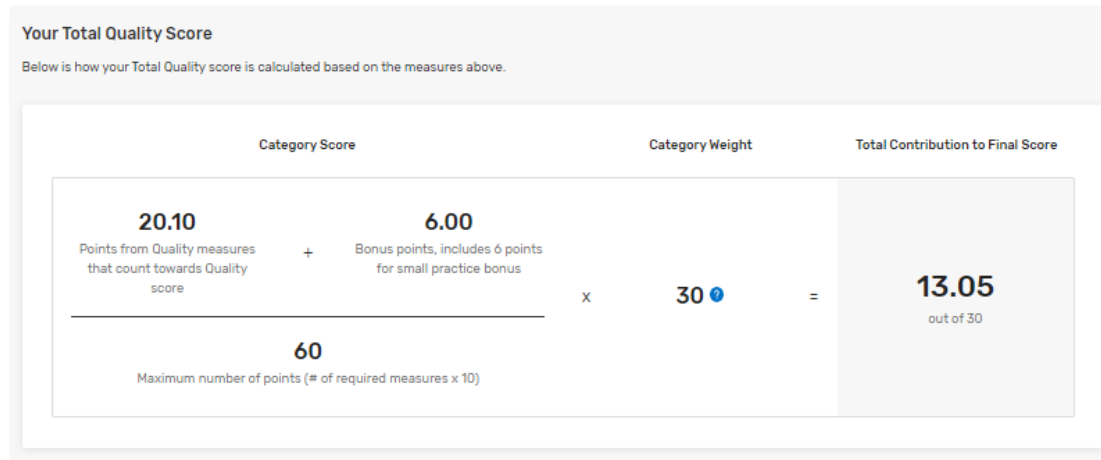 Your Total Quality Score
Below is how your Total Quality score is calculated based on the measures above.
Category Score
Category Weight
Total Contribution to Final Score
20.10
Points from Quality measures
that count towards Quality
score
+
6.00
Bonus points, includes 6 points
for small practice bonus
60
Maximum number of points (# of required measures x 10)
x
30 ?
=
13.05
out of 30